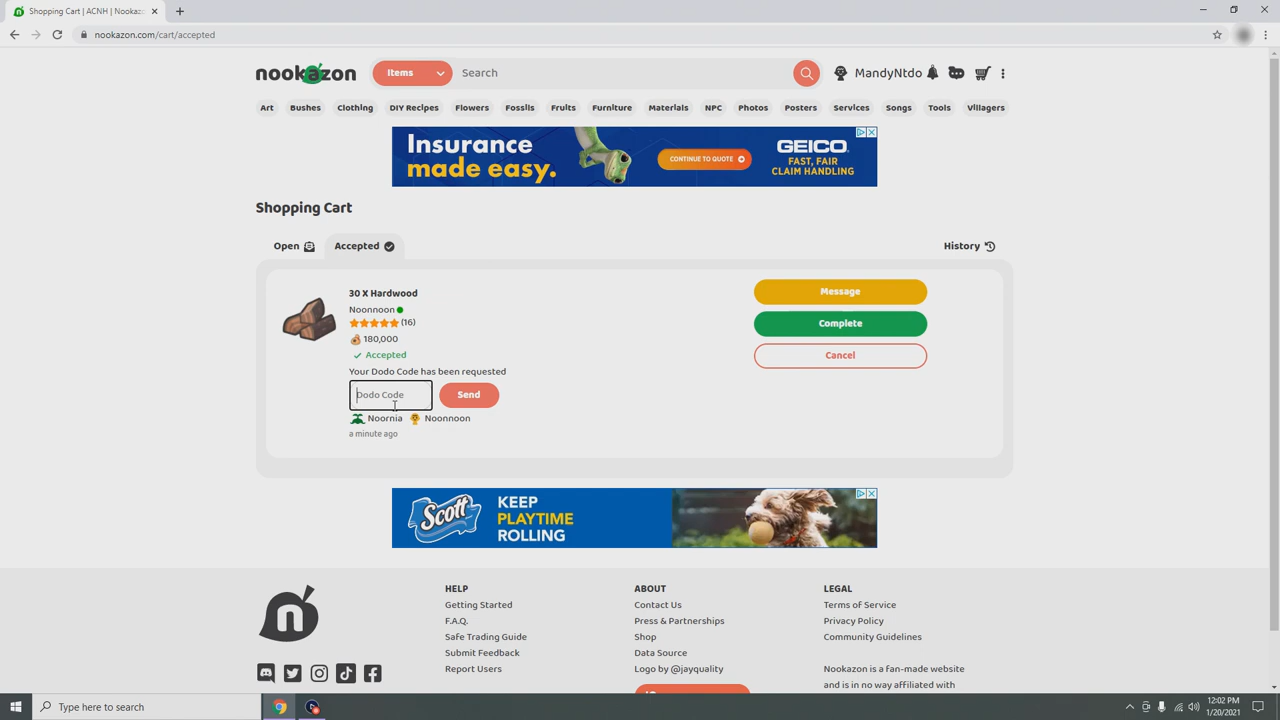 Shopping Cart | ACNH | Nookaz
nookazon.com/cart/accepted
nookazon
Items
Search
MandyNtdo
Art
Bushes
Clothing
DIY Recipes
Flowers
Fossils
Fruits
Furniture
Materials
NPC
Photos
Posters
Services
Songs
Tools
Villagers
Insurance
made easy.
CONTINUE TO QUOTE
GEICO
FAST, FAIR
CLAIM HANDLING
Shopping Cart
Open
Accepted
History
30 X Hardwood
Noonnoon
(16)
180,000
Accepted
Your Dodo Code has been requested
Dodo Code
Send
Noornia
Noonnoon
a minute ago
Message
Complete
Cancel
Scott
KEEP
PLAYTIME
ROLLING
n
HELP
Getting Started
F.A.Q.
Safe Trading Guide
Submit Feedback
Report Users
ABOUT
Contact Us
Press & Partnerships
Shop
Data Source
Logo by @jayquality
LEGAL
Terms of Service
Privacy Policy
Community Guidelines
Nookazon is a fan-made website
and is in no way affiliated with
Type here to search
12:02 PM
1/20/2021